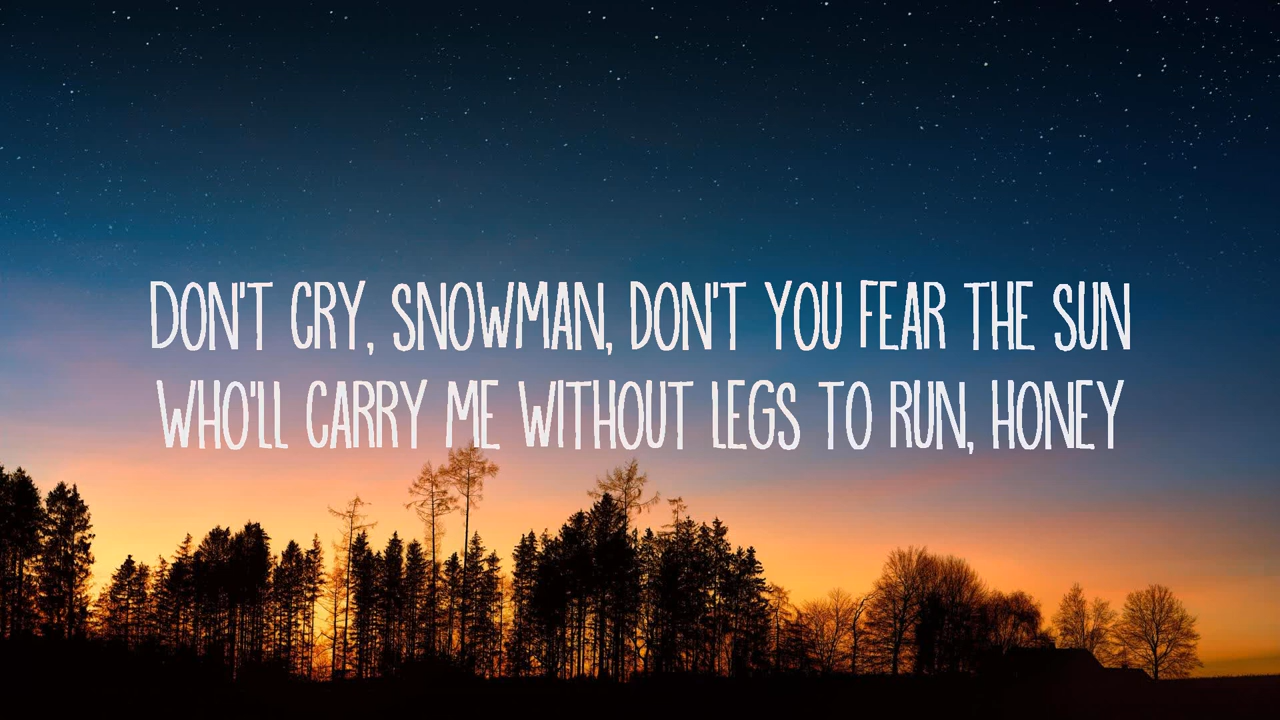 DON'T CRY, SNOWMAN, DON'T YOU FEAR THE SUN
WHO'LL CARRY ME WITHOUT LEGS TO RUN, HONEY